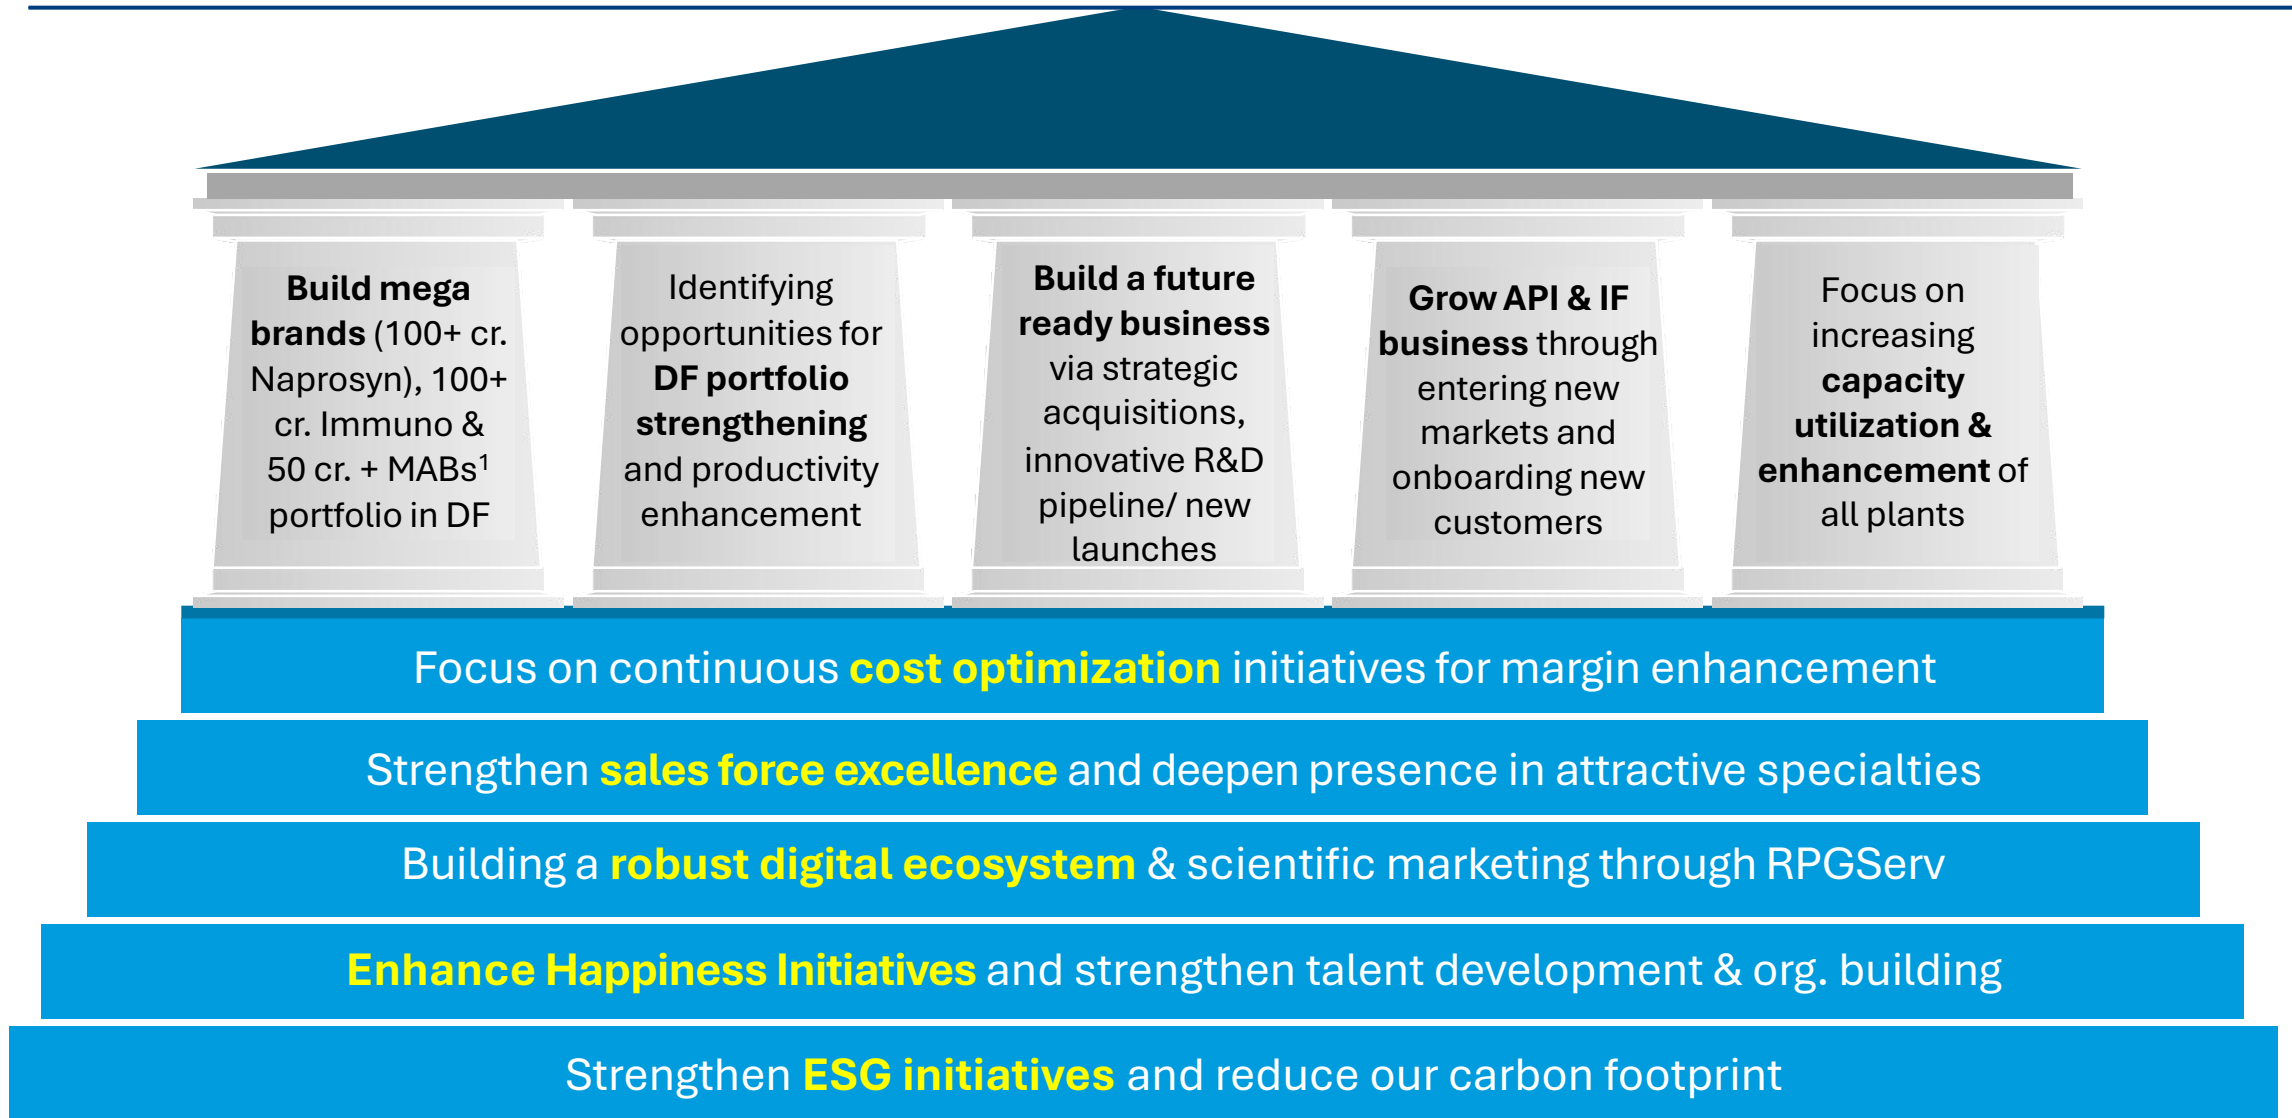 Build mega
brands (100+ cr.
Naprosyn), 100+
cr. Immuno &
50 cr. + MABs¹
portfolio in DF
Identifying
opportunities for
DF portfolio
strengthening
and productivity
enhancement
Build a future
ready business
via strategic
acquisitions,
innovative R&D
pipeline/ new
launches
Grow API & IF
business through
entering new
markets and
onboarding new
customers
Focus on
increasing
capacity
utilization &
enhancement of
all plants
Focus on continuous cost optimization initiatives for margin enhancement
Strengthen sales force excellence and deepen presence in attractive specialties
Building a robust digital ecosystem & scientific marketing through RPGServ
Enhance Happiness Initiatives and strengthen talent development & org. building
Strengthen ESG initiatives and reduce our carbon footprint